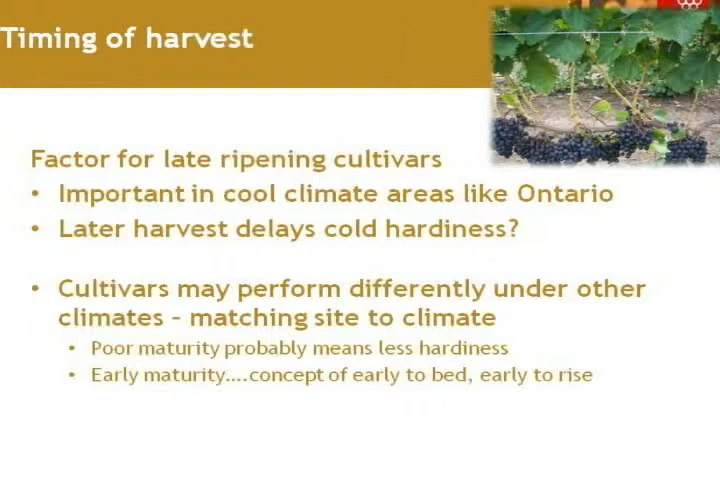 Timing of harvest
Factor for late ripening cultivars
• Important in cool climate areas like Ontario
• Later harvest delays cold hardiness?
• Cultivars may perform differently under other
climates – matching site to climate
• Poor maturity probably means less hardiness
• Early maturity….concept of early to bed, early to rise